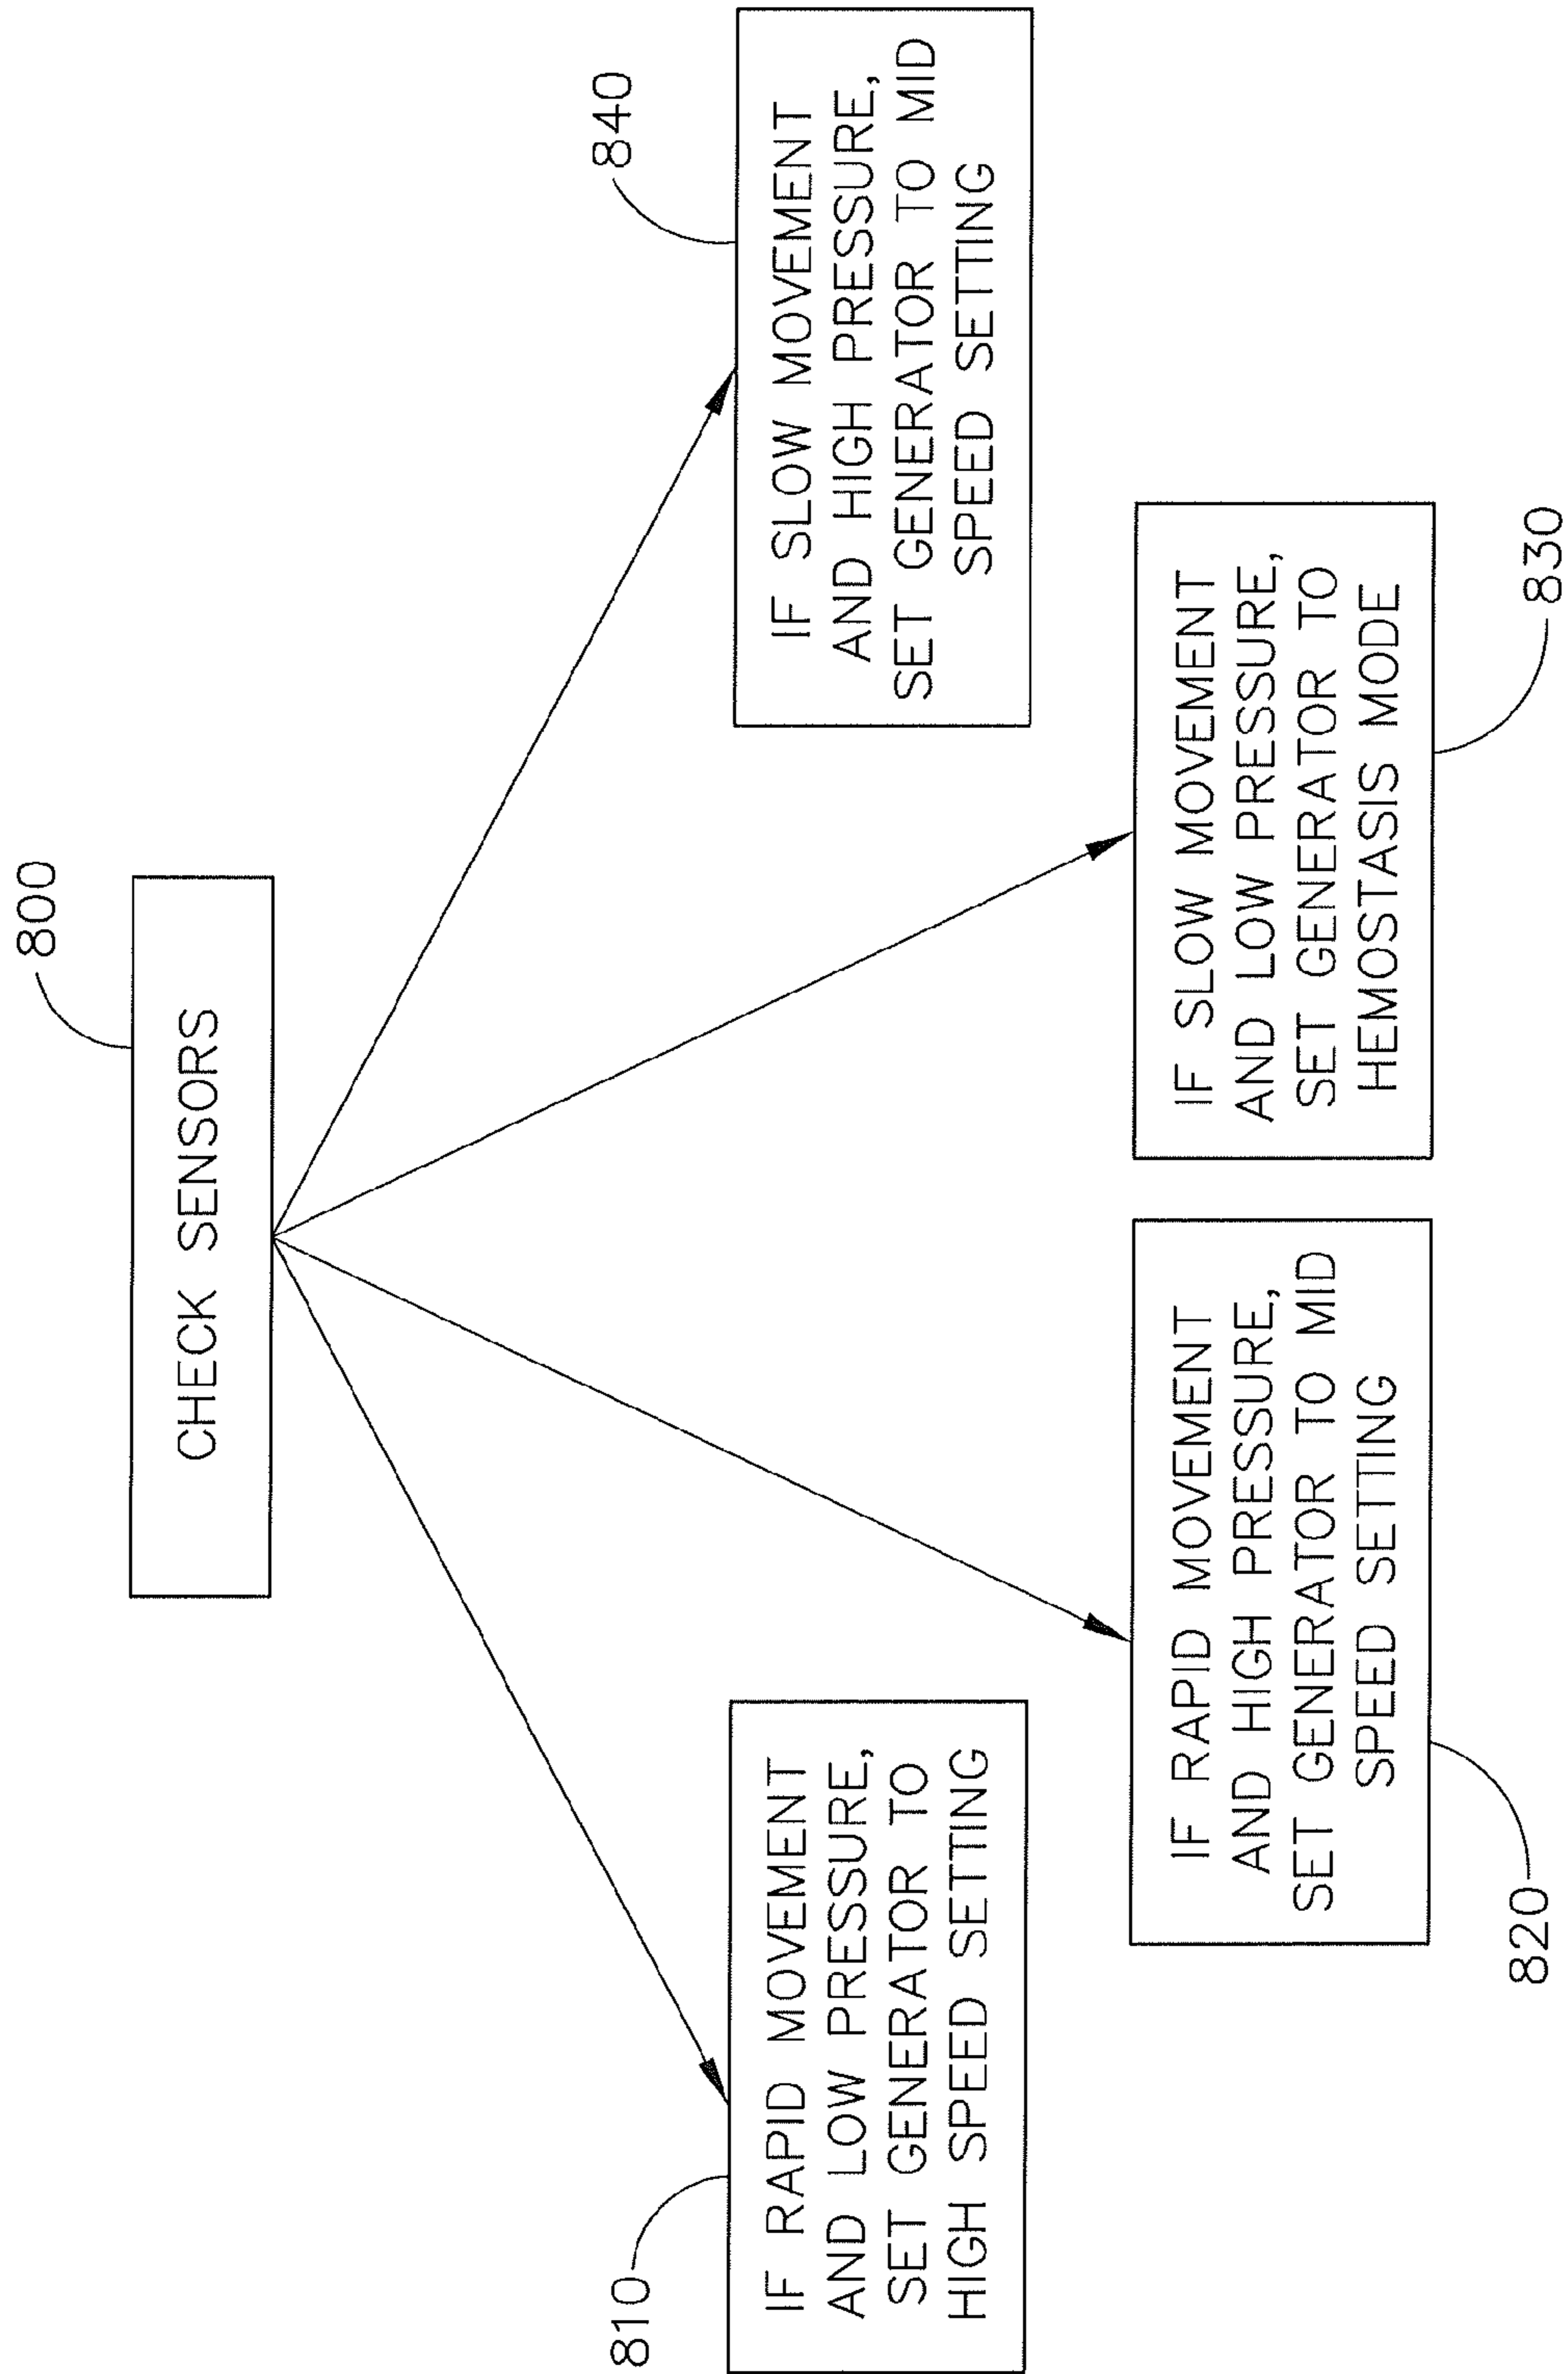 800
CHECK SENSORS
810
IF RAPID MOVEMENT
AND LOW PRESSURE,
SET GENERATOR TO
HIGH SPEED SETTING
840
IF SLOW MOVEMENT
AND HIGH PRESSURE,
SET GENERATOR TO MID
SPEED SETTING
IF RAPID MOVEMENT
AND HIGH PRESSURE,
SET GENERATOR TO MID
SPEED SETTING
820
IF SLOW MOVEMENT
AND LOW PRESSURE,
SET GENERATOR TO
HEMOSTASIS MODE
830